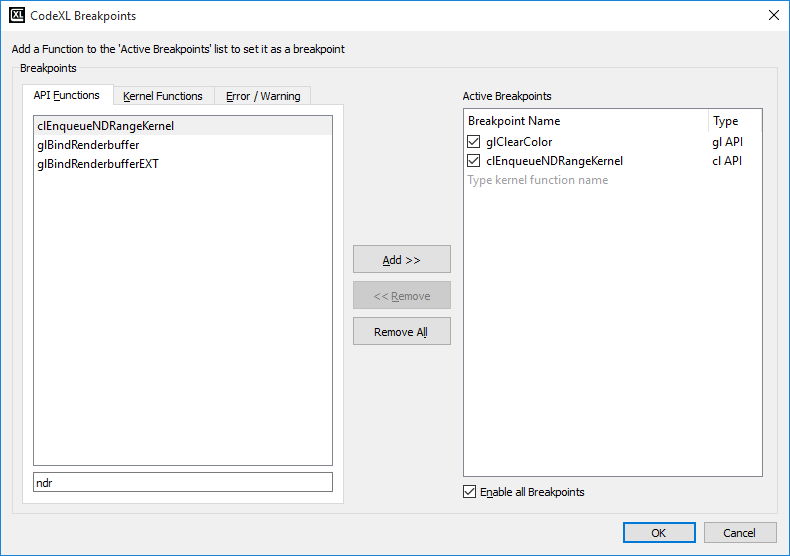 XL CodeXL Breakpoints
Add a Function to the 'Active Breakpoints' list to set it as a breakpoint
Breakpoints
API Functions Kernel Functions Error / Warning
clEnqueueNDRangeKernel
glBindRenderbuffer
glBindRenderbufferEXT
ndr
Add >>
<< Remove
Remove All
Active Breakpoints
Breakpoint Name Type
glClearColor gl API
clEnqueueNDRangeKernel cl API
Type kernel function name
Enable all Breakpoints
OK Cancel